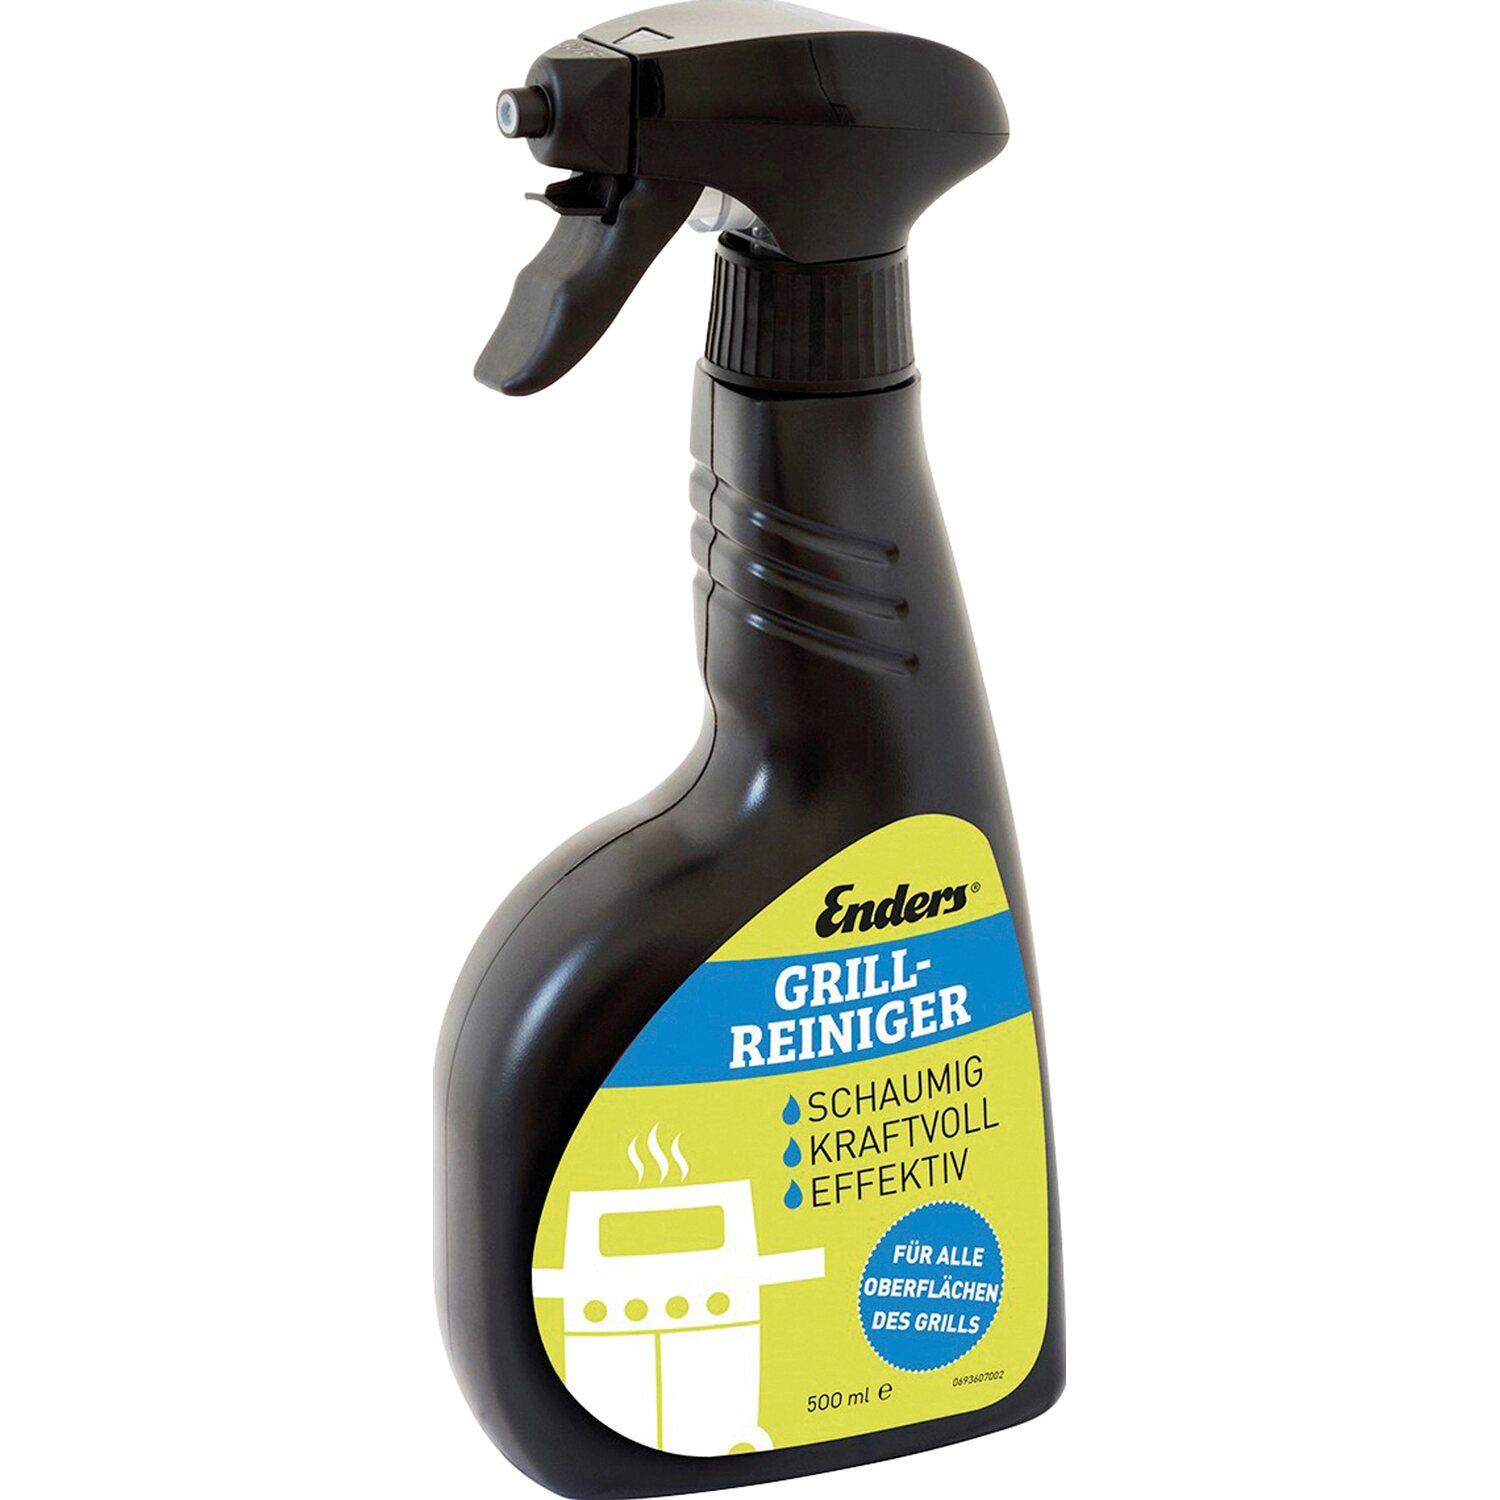 Enders®
GRILL-
REINIGER
SCHAUMIG
KRAFTVOLL
EFFEKTIV
FÜR ALLE
OBERFLÄCHEN
DES GRILLS
0693607002
500 ml ℮